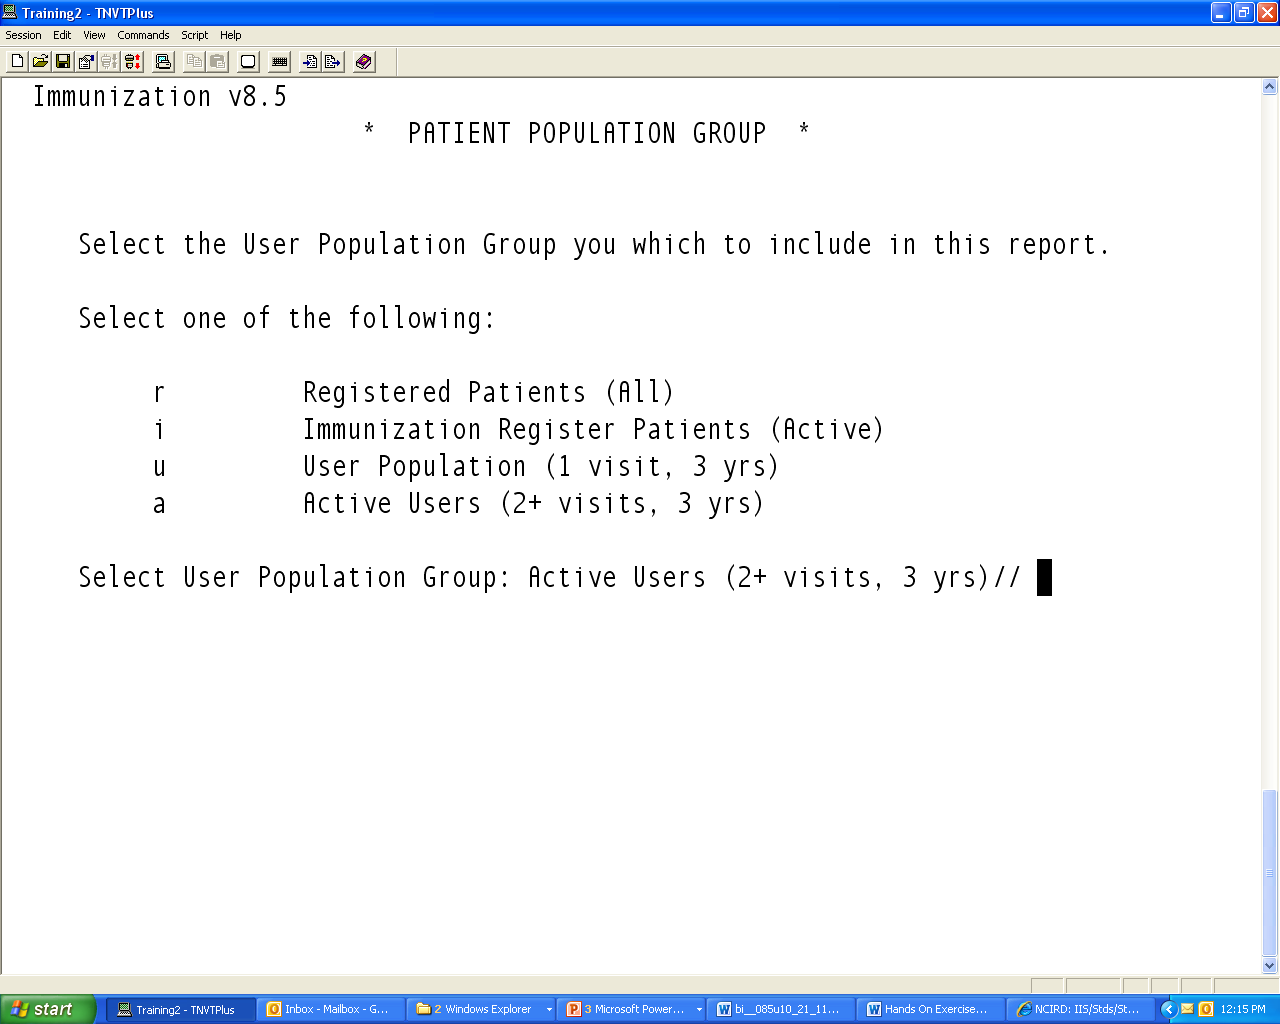 Training2 - TNVTPlus
Session Edit View Commands Script Help
Immunization v8.5
* PATIENT POPULATION GROUP *
Select the User Population Group you which to include in this report.
Select one of the following:
r Registered Patients (All)
i Immunization Register Patients (Active)
u User Population (1 visit, 3 yrs)
a Active Users (2+ visits, 3 yrs)
Select User Population Group: Active Users (2+ visits, 3 yrs)//
start Training2 - TNVTPlus Inbox - Mailbox - G... 2 Windows Explorer 3 Microsoft Power... bi__085u10_21_11... Hands On Exercise... NCIRD: IIS/Stds/St... 12:15 PM